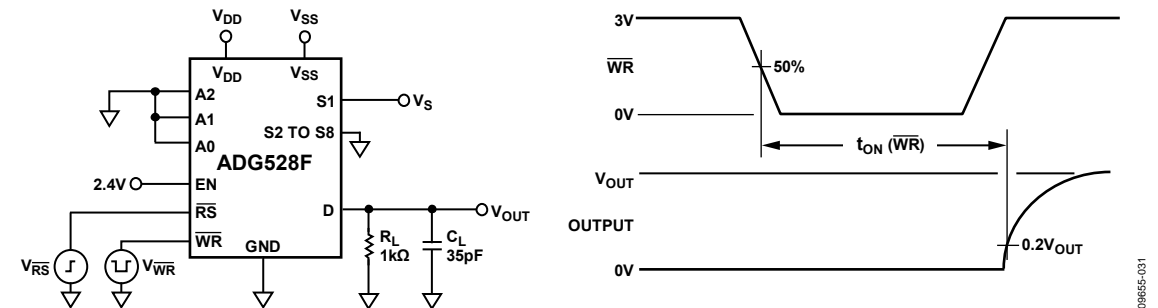 VDD
VSS
VDD
VSS
A2
A1
A0
S1
VS
S2 TO S8
ADG528F
2.4V
EN
RS
WR
D
VOUT
GND
RL
1kΩ
CL
35pF
VRS
VWR
3V
WR
50%
0V
tON (WR)
VOUT
OUTPUT
0.2VOUT
0V
09655-031